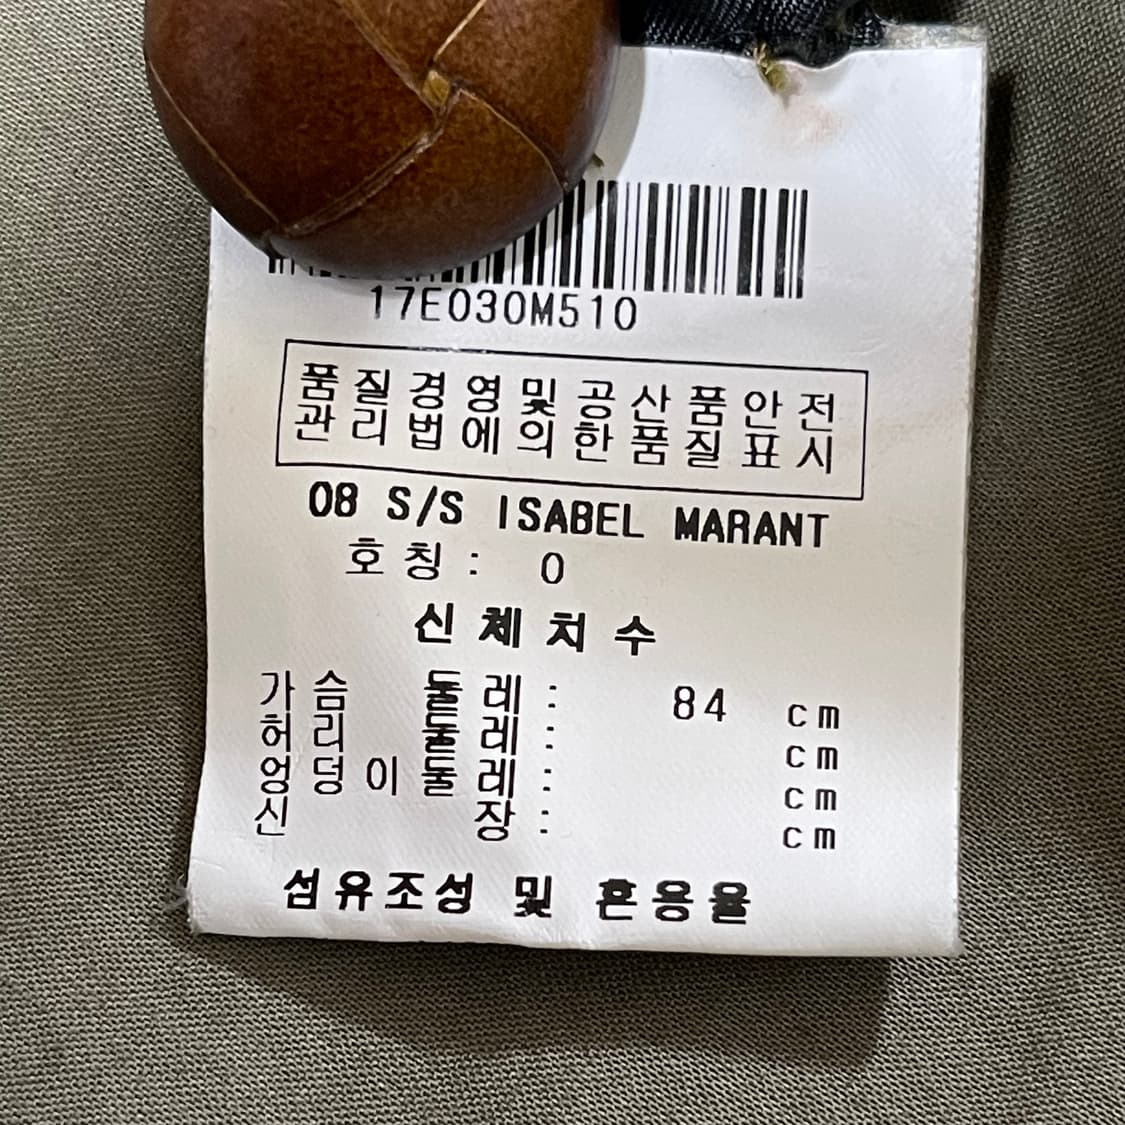 17E030M510
품질경영및공산품안전
관리법에의한품질표시
08 S/S ISABEL MARANT
호칭: 0
신체치수
가슴 둘레: 84 cm
허리 둘레: cm
엉덩이둘레: cm
신 장: cm
섬유조성 및 혼용율